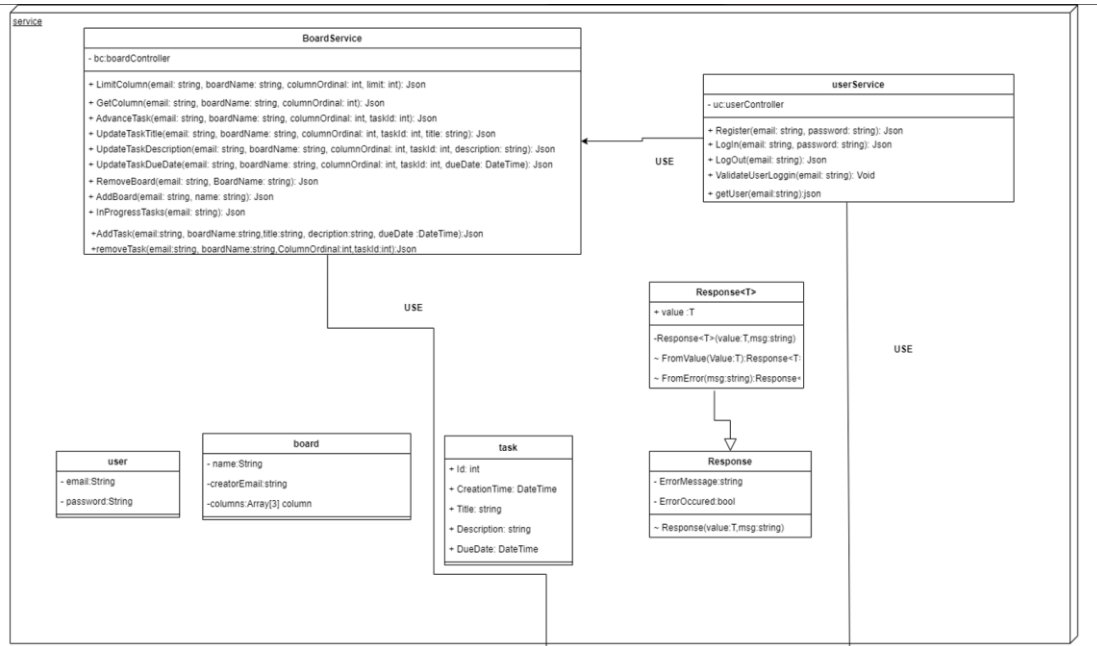 service
BoardService
- bc:boardController
+ LimitColumn(email: string, boardName: string, columnOrdinal: int, limit: int): Json
+ GetColumn(email: string, boardName: string, columnOrdinal: int): Json
+ AdvanceTask(email: string, boardName: string, columnOrdinal: int, taskId: int): Json
+ UpdateTaskTitle(email: string, boardName: string, columnOrdinal: int, taskId: int, title: string): Json
+ UpdateTaskDescription(email: string, boardName: string, columnOrdinal: int, taskId: int, description: string): Json
+ UpdateTaskDueDate(email: string, boardName: string, columnOrdinal: int, taskId: int, dueDate: DateTime): Json
+ RemoveBoard(email: string, BoardName: string): Json
+ AddBoard(email: string, name: string): Json
+ InProgressTasks(email: string): Json
+AddTask(email:string, boardName:string,title:string, decription:string, dueDate :DateTime):Json
+removeTask(email:string, boardName:string,ColumnOrdinal:int,taskId:int):Json
userService
- uc:userController
+ Register(email: string, password: string): Json
+ LogIn(email: string, password: string): Json
+ LogOut(email: string): Json
+ ValidateUserLoggin(email: string): Void
+ getUser(email:string):json
USE
USE
USE
Response<T>
+ value :T
-Response<T>(value:T,msg:string)
~ FromValue(Value:T):Response<T
~ FromError(msg:string):Response<
user
- email:String
- password:String
board
- name:String
-creatorEmail:string
-columns:Array[3] column
task
+ Id: int
+ CreationTime: DateTime
+ Title: string
+ Description: string
+ DueDate: DateTime
Response
- ErrorMessage:string
- ErrorOccured:bool
~ Response(value:T,msg:string)